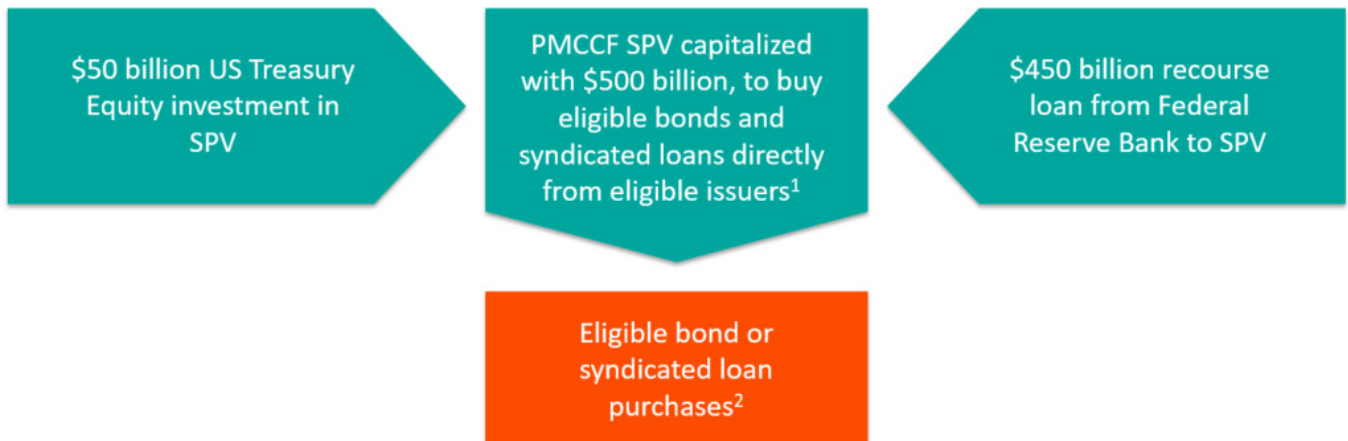 $50 billion US Treasury
Equity investment in
SPV
PMCCF SPV capitalized
with $500 billion, to buy
eligible bonds and
syndicated loans directly
from eligible issuers¹
$450 billion recourse
loan from Federal
Reserve Bank to SPV
Eligible bond or
syndicated loan
purchases²